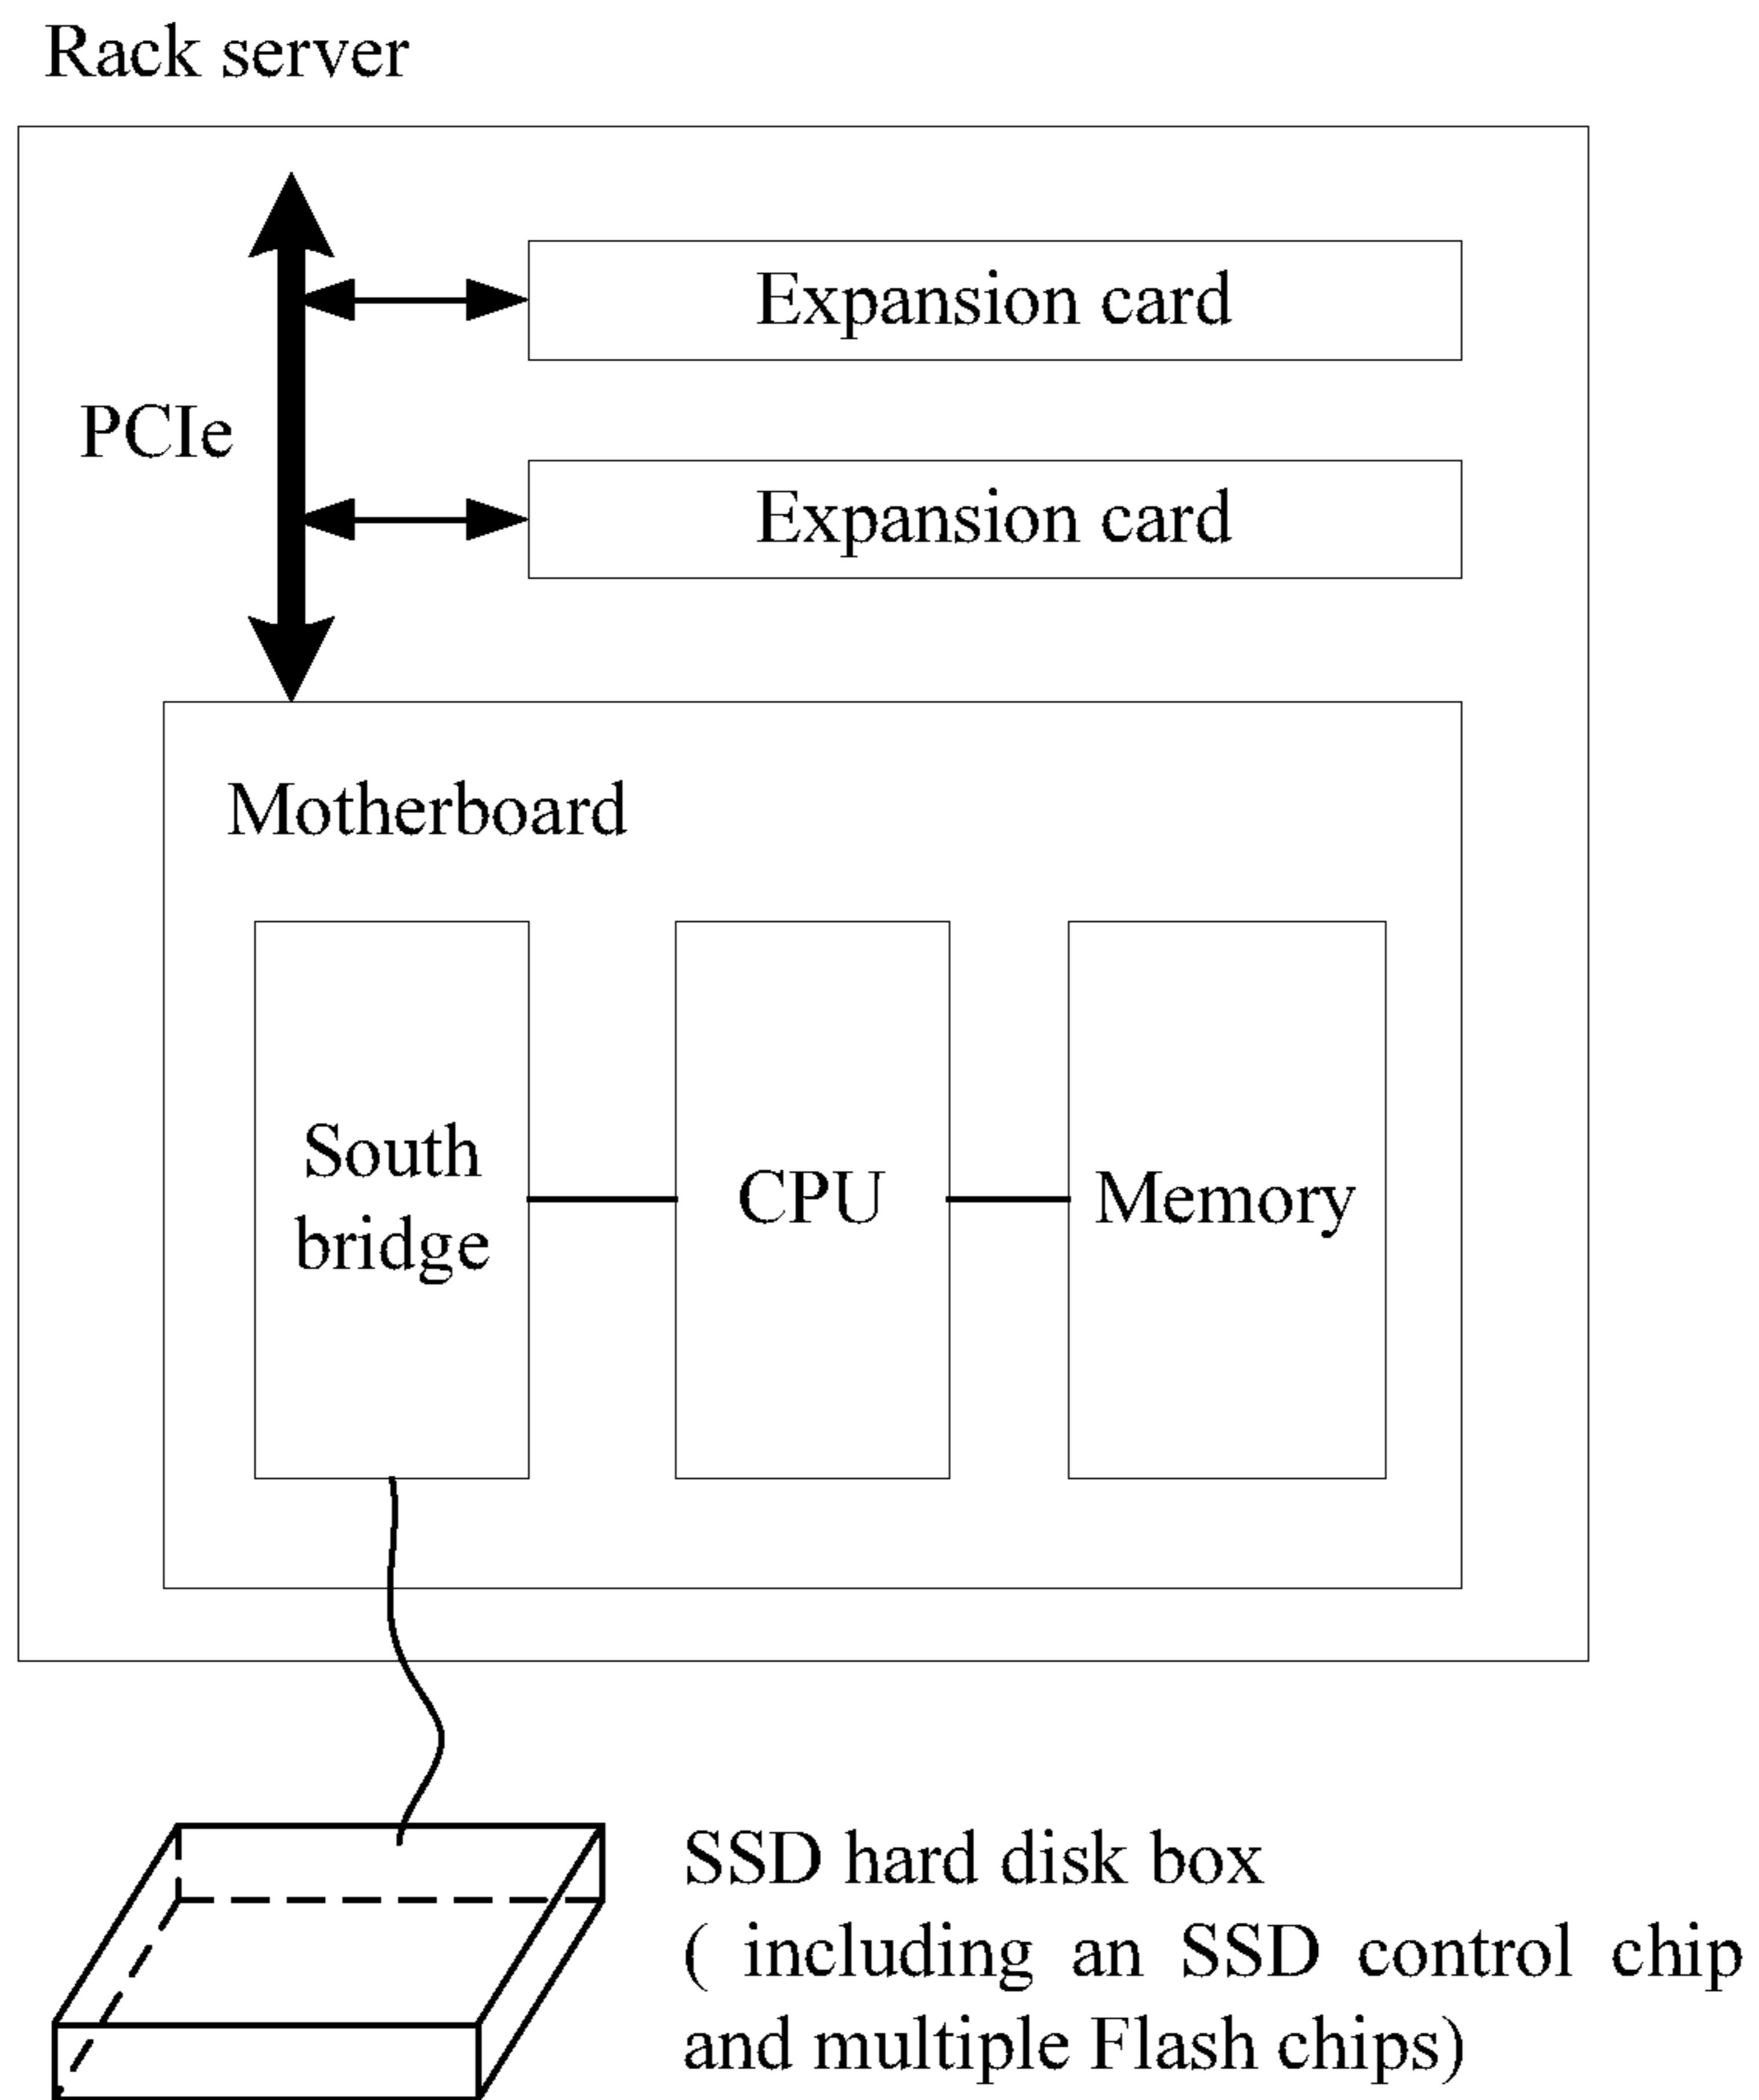 Rack server
Expansion card
PCIe
Expansion card
Motherboard
South
bridge
CPU
Memory
SSD hard disk box
( including an SSD control chip
and multiple Flash chips)